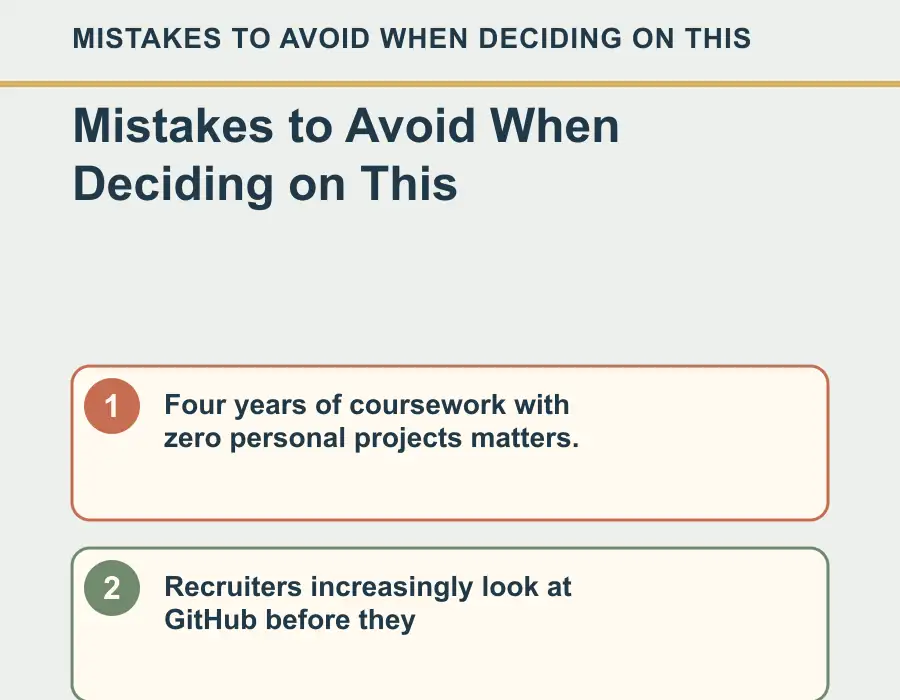 MISTAKES TO AVOID WHEN DECIDING ON THIS
Mistakes to Avoid When
Deciding on This
1
Four years of coursework with
zero personal projects matters.
2
Recruiters increasingly look at
GitHub before they